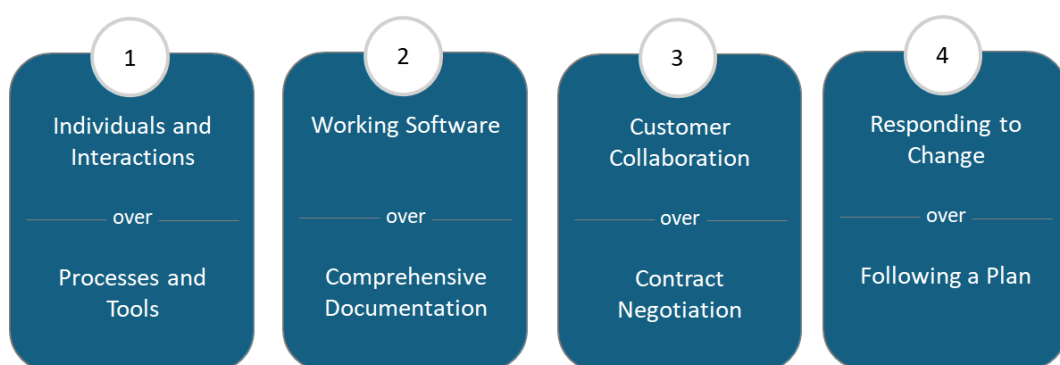 1
Individuals and
Interactions
over
Processes and
Tools
2
Working Software
over
Comprehensive
Documentation
3
Customer
Collaboration
over
Contract
Negotiation
4
Responding to
Change
over
Following a Plan